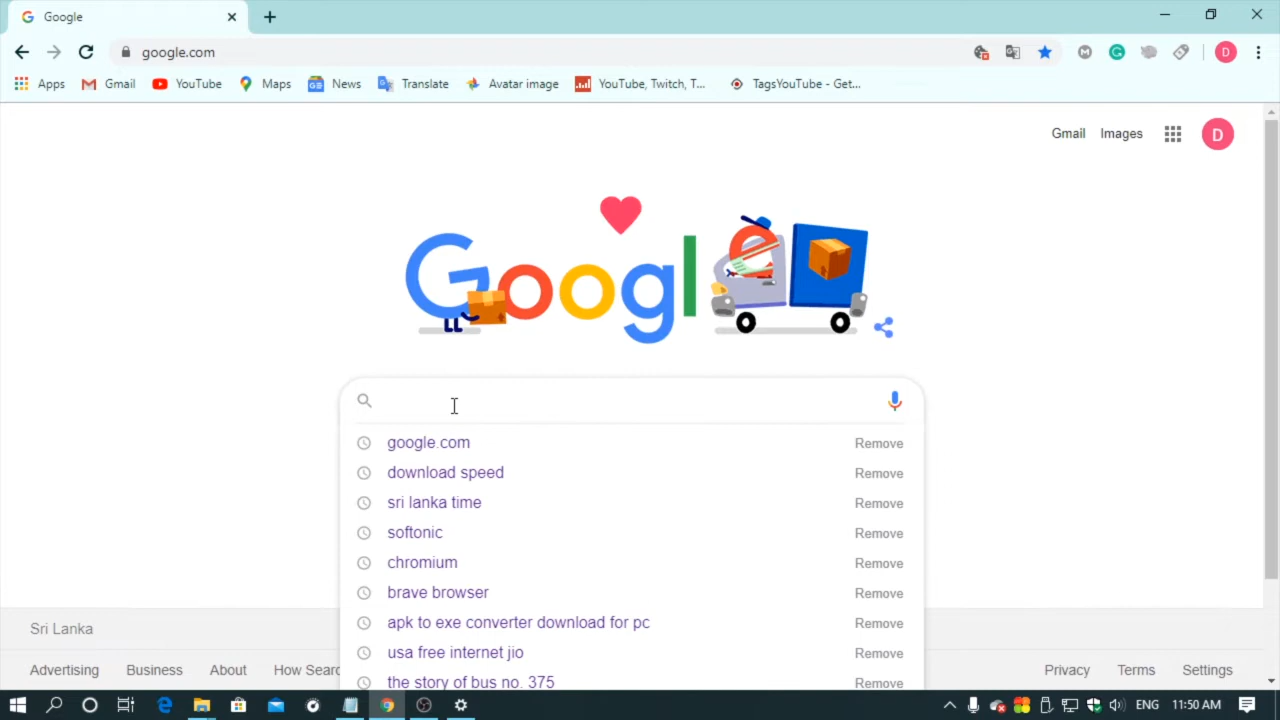 Google
google.com
Apps Gmail YouTube Maps News Translate Avatar image YouTube, Twitch, T... TagsYouTube - Get...
Gmail Images D
Google
google.com Remove
download speed Remove
sri lanka time Remove
softonic Remove
chromium Remove
brave browser Remove
apk to exe converter download for pc Remove
usa free internet jio Remove
the story of bus no. 375 Remove
Sri Lanka
Advertising Business About How Searc Privacy Terms Settings
ENG 11:50 AM